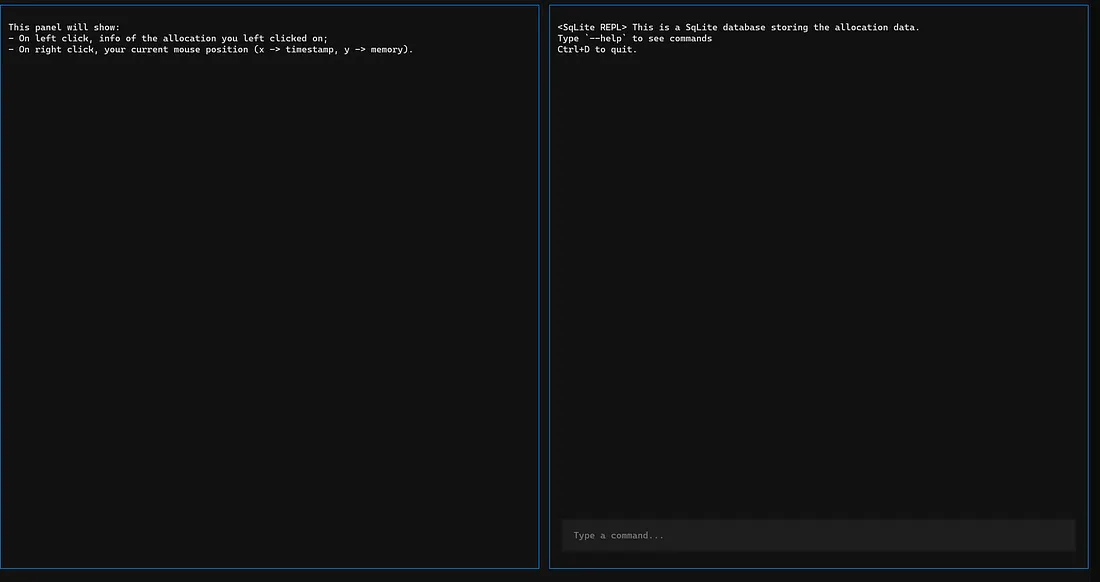 This panel will show:
- On left click, info of the allocation you left clicked on;
- On right click, your current mouse position (x -> timestamp, y -> memory).
<SqLite REPL> This is a SqLite database storing the allocation data.
Type `--help` to see commands
Ctrl+D to quit.
Type a command...